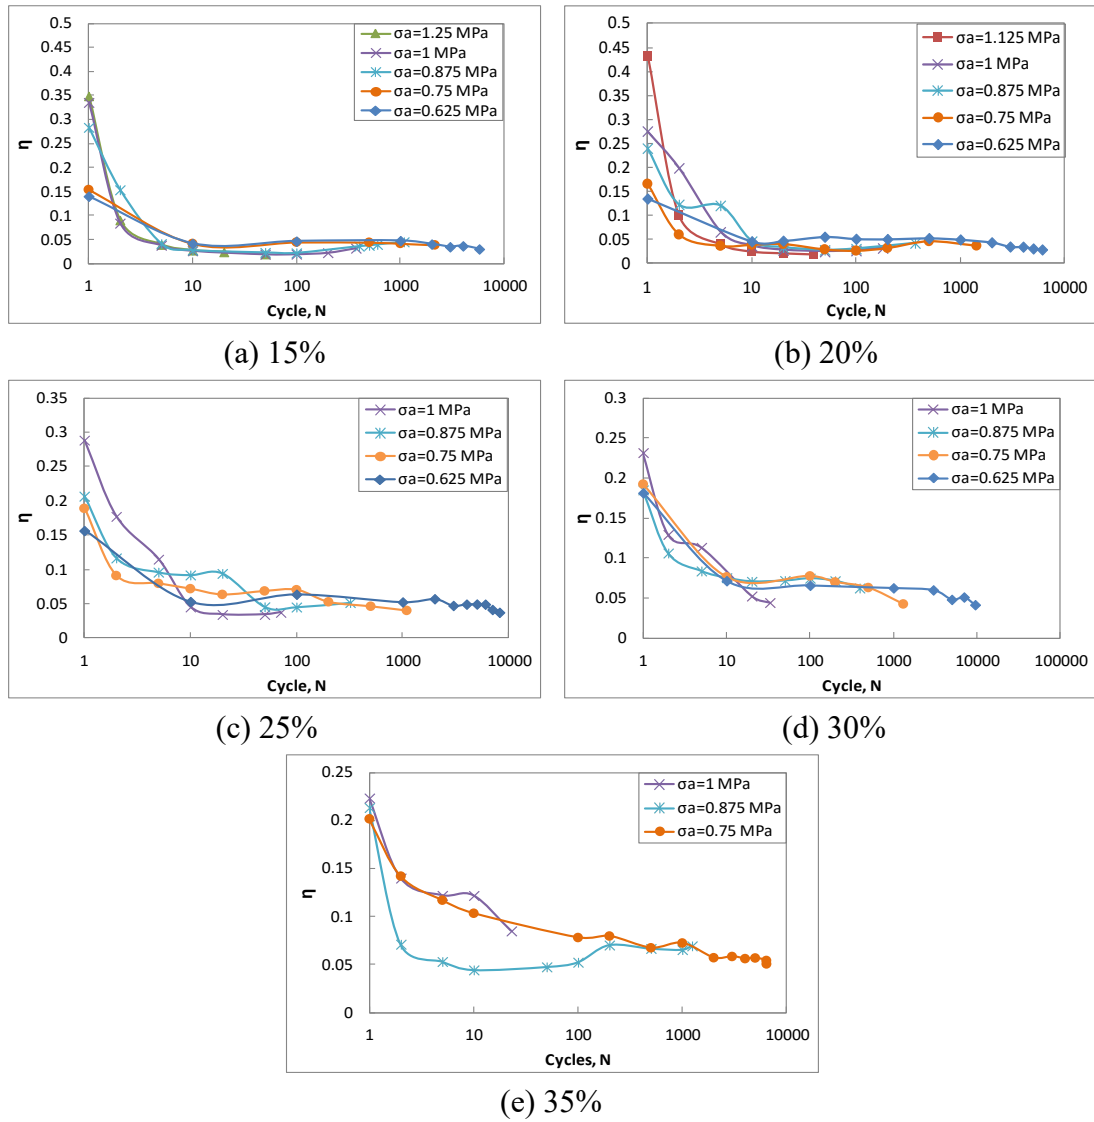 0.5
0.45
0.4
0.35
0.3
0.25
0.2
0.15
0.1
0.05
0
η
1 10 100 1000 10000
Cycle, N
σa=1.25 MPa
σa=1 MPa
σa=0.875 MPa
σa=0.75 MPa
σa=0.625 MPa
(a) 15%
0.5
0.45
0.4
0.35
0.3
0.25
0.2
0.15
0.1
0.05
0
η
1 10 100 1000 10000
Cycle, N
σa=1.125 MPa
σa=1 MPa
σa=0.875 MPa
σa=0.75 MPa
σa=0.625 MPa
(b) 20%
0.35
0.3
0.25
0.2
0.15
0.1
0.05
0
η
1 10 100 1000 10000
Cycle, N
σa=1 MPa
σa=0.875 MPa
σa=0.75 MPa
σa=0.625 MPa
(c) 25%
0.3
0.25
0.2
0.15
0.1
0.05
0
η
1 10 100 1000 10000 100000
Cycle, N
σa=1 MPa
σa=0.875 MPa
σa=0.75 MPa
σa=0.625 MPa
(d) 30%
0.25
0.2
0.15
0.1
0.05
0
η
1 10 100 1000 10000
Cycles, N
σa=1 MPa
σa=0.875 MPa
σa=0.75 MPa
(e) 35%